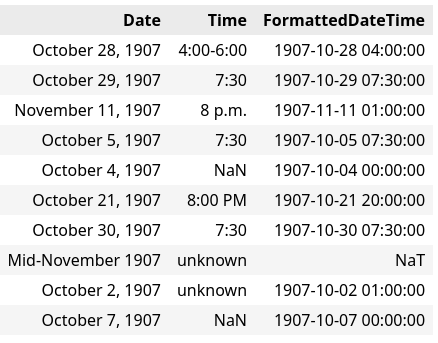 Date Time FormattedDateTime
October 28, 1907 4:00-6:00 1907-10-28 04:00:00
October 29, 1907 7:30 1907-10-29 07:30:00
November 11, 1907 8 p.m. 1907-11-11 01:00:00
October 5, 1907 7:30 1907-10-05 07:30:00
October 4, 1907 NaN 1907-10-04 00:00:00
October 21, 1907 8:00 PM 1907-10-21 20:00:00
October 30, 1907 7:30 1907-10-30 07:30:00
Mid-November 1907 unknown NaT
October 2, 1907 unknown 1907-10-02 01:00:00
October 7, 1907 NaN 1907-10-07 00:00:00